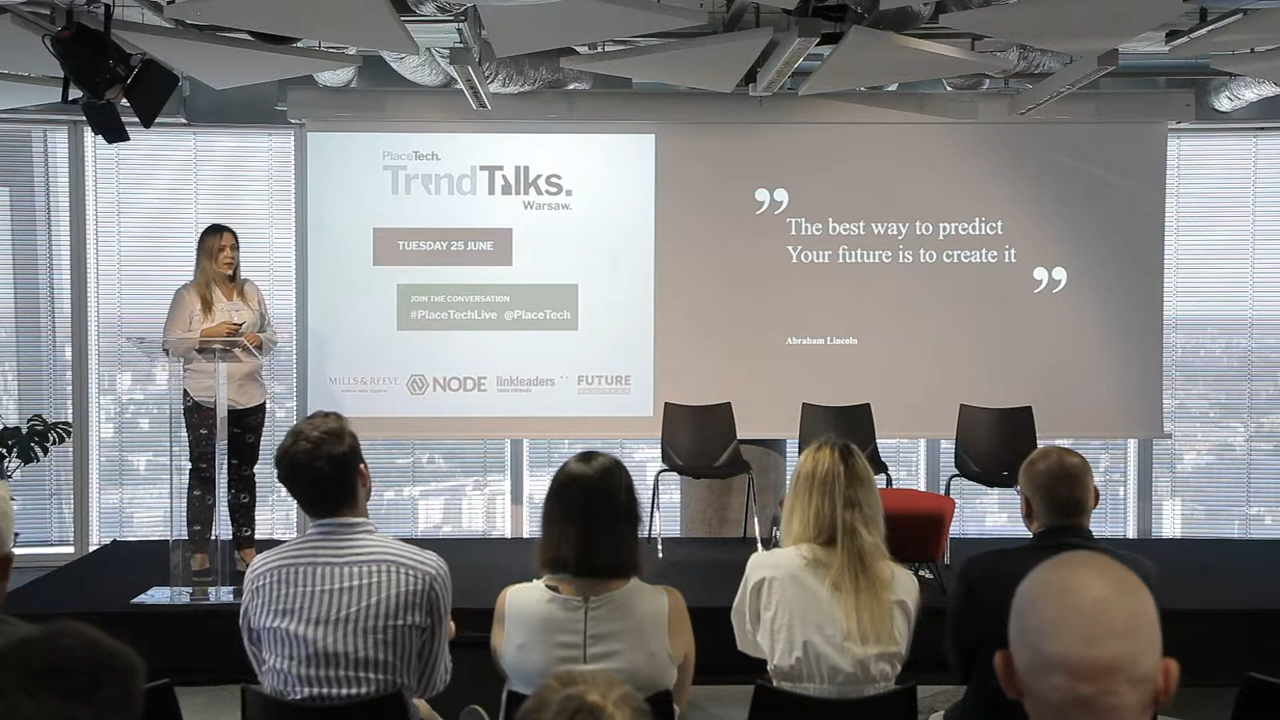 PlaceTech.
TrendTalks.
Warsaw.
TUESDAY 25 JUNE
JOIN THE CONVERSATION
#PlaceTechLive @PlaceTech
MILLS & REEVE
NODE
linkleaders
FUTURE
”
The best way to predict
Your future is to create it
”
Abraham Lincoln